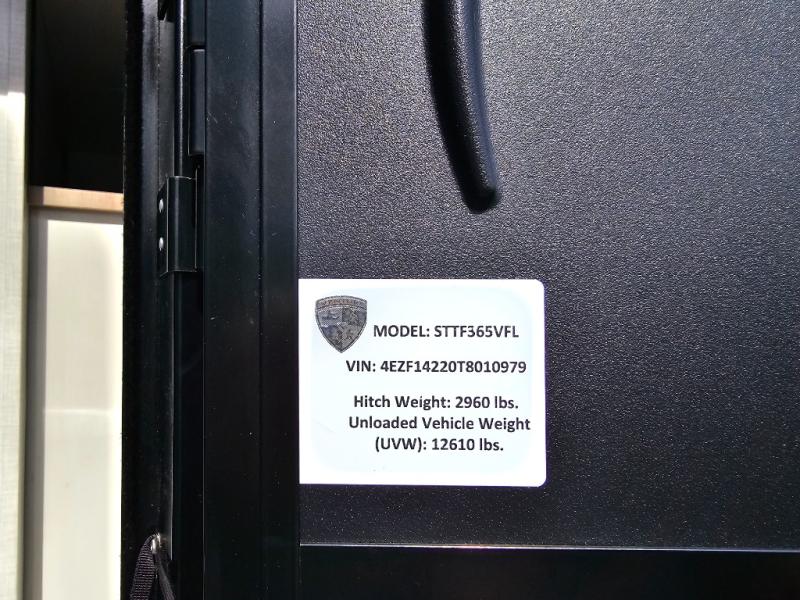 MODEL: STTF365VFL
VIN: 4EZF14220T8010979
Hitch Weight: 2960 lbs.
Unloaded Vehicle Weight
(UVW): 12610 lbs.